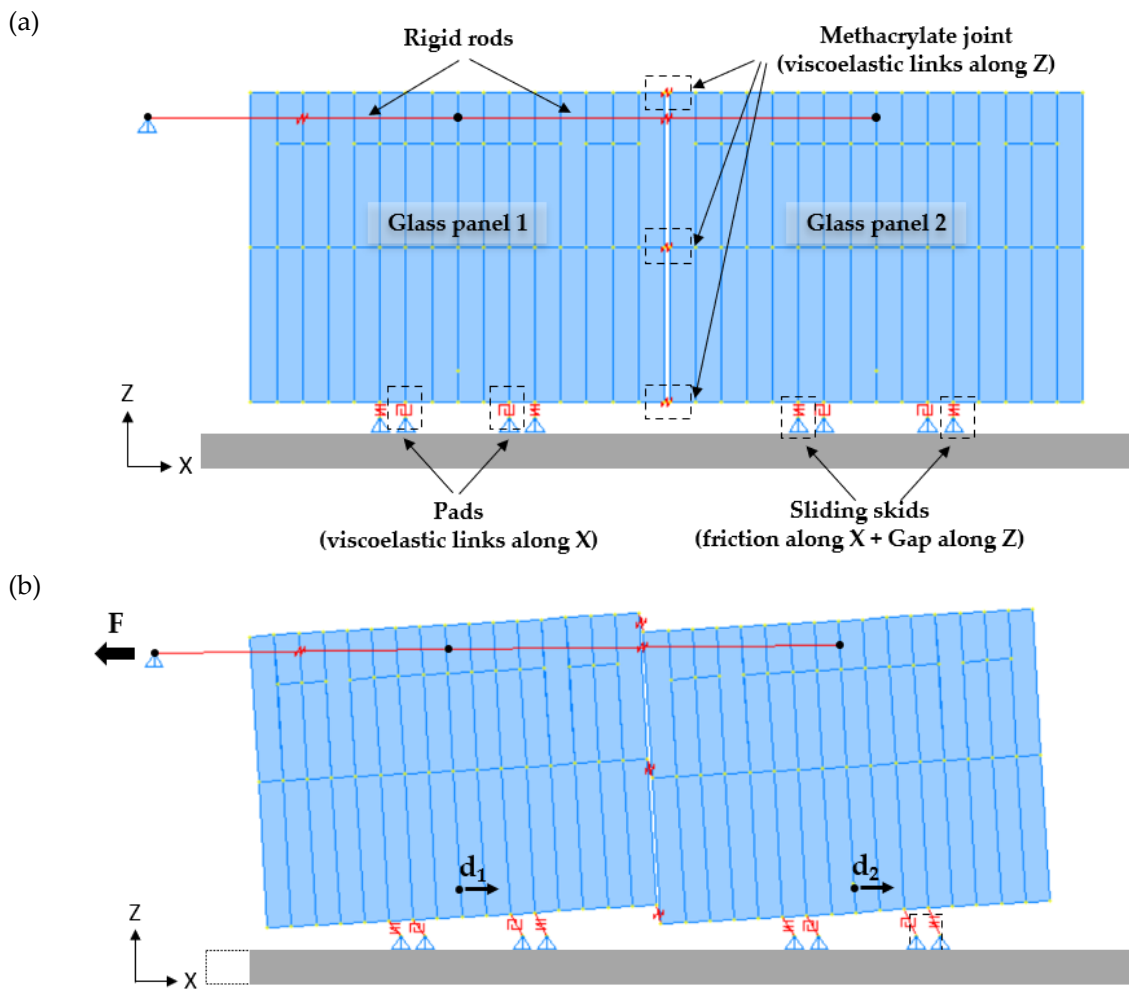 (a)
Rigid rods
Methacrylate joint
(viscoelastic links along Z)
Glass panel 1
Glass panel 2
Z
X
Pads
(viscoelastic links along X)
Sliding skids
(friction along X + Gap along Z)
(b)
F
d₁
d₂
Z
X